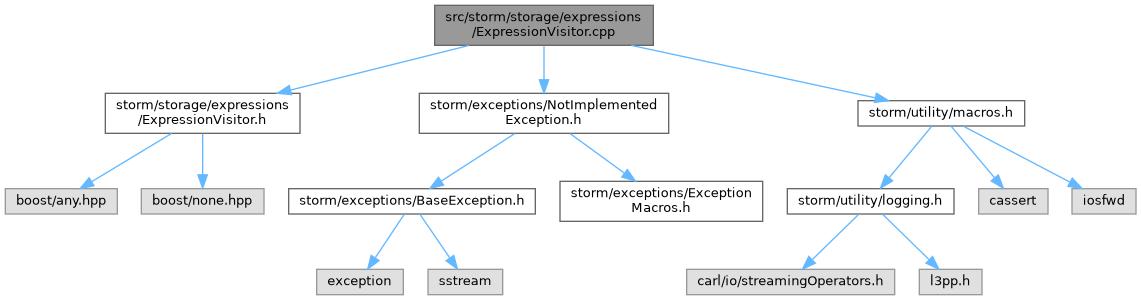 src/storm/storage/expressions
/ExpressionVisitor.cpp
storm/storage/expressions
/ExpressionVisitor.h
storm/exceptions/NotImplemented
Exception.h
storm/utility/macros.h
boost/any.hpp
boost/none.hpp
storm/exceptions/BaseException.h
storm/exceptions/Exception
Macros.h
storm/utility/logging.h
cassert
iosfwd
exception
sstream
carl/io/streamingOperators.h
l3pp.h